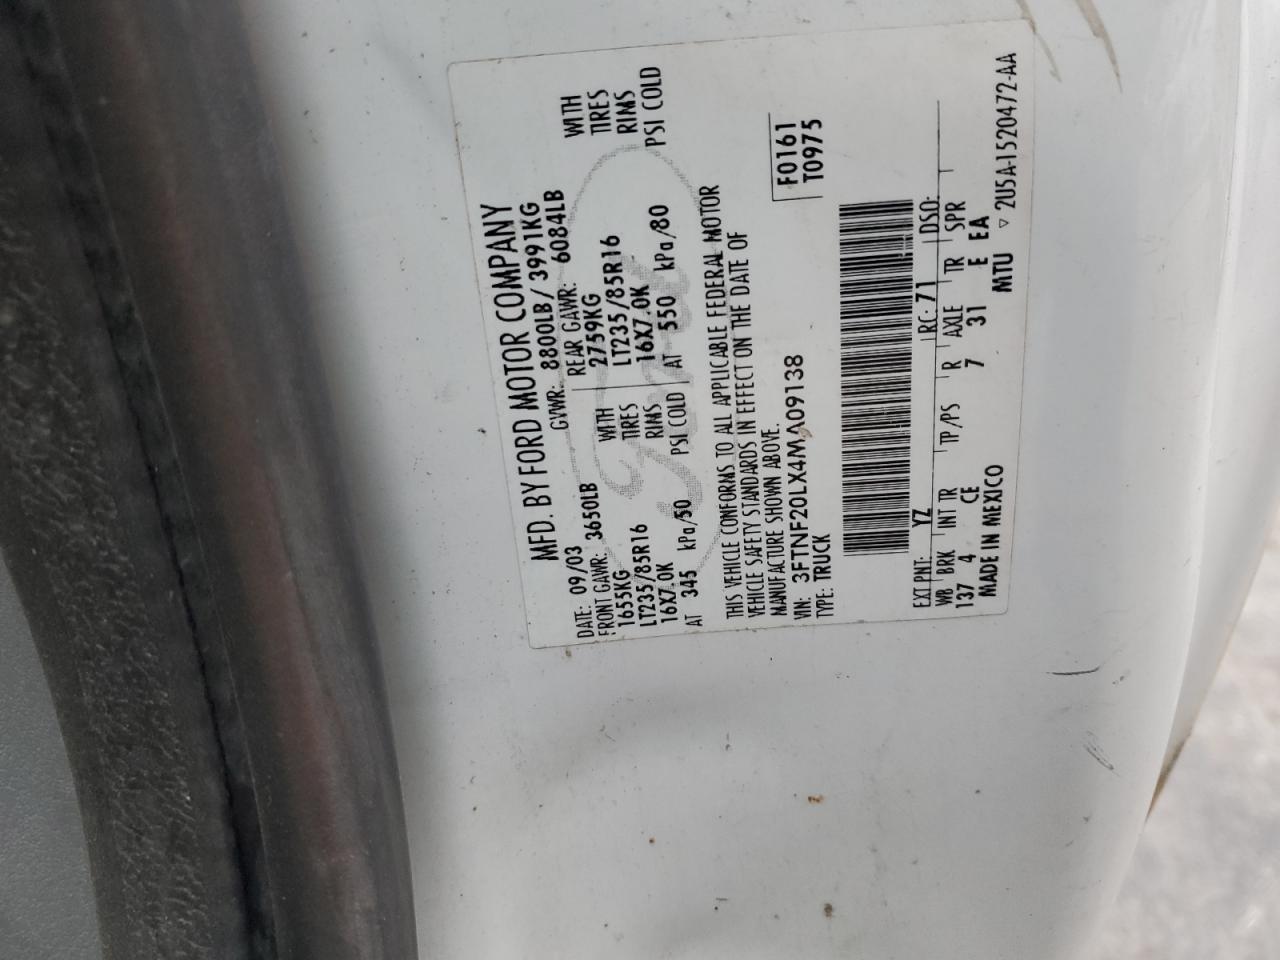 MFD. BY FORD MOTOR COMPANY
DATE: 09/03 GVWR: 8800LB/3991KG
FRONT GAWR: 3650LB REAR GAWR: 6084LB
1655KG WITH 2759KG WITH
LT235/85R16 TIRES LT235/85R16 TIRES
16X7.0K RIMS 16X7.0K RIMS
AT 345 kPa/50 PSI COLD AT 550 kPa/80 PSI COLD
THIS VEHICLE CONFORMS TO ALL APPLICABLE FEDERAL MOTOR
VEHICLE SAFETY STANDARDS IN EFFECT ON THE DATE OF
MANUFACTURE SHOWN ABOVE.
VIN: 3FTNF20LX4MA09138
TYPE: TRUCK
F0161
T0975
EXT PNT: YZ RC: 71 DSO:
WB BRK INT TR TP/PS R AXLE TR SPR
137 4 CE 7 31 E EA
MADE IN MEXICO MTU
▽ 2U5A-1520472-AA